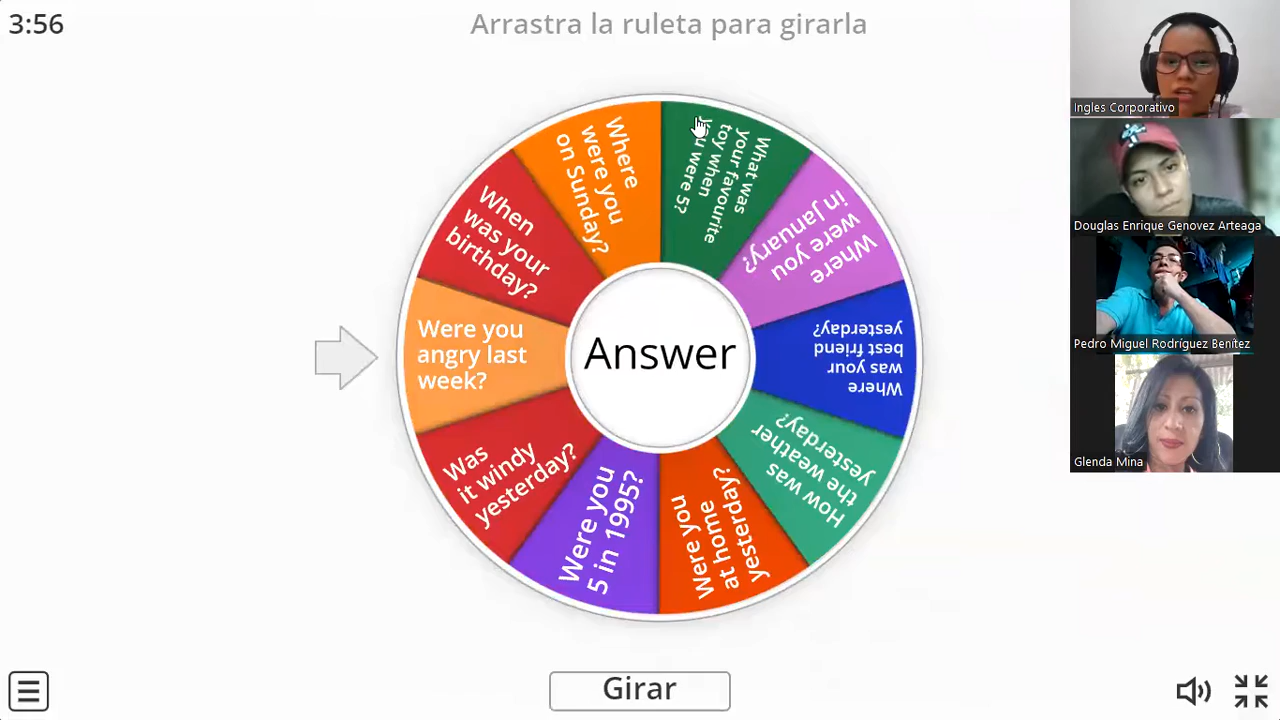 3:56
Arrastra la ruleta para girarla
Where
were you
on Sunday?
What was
your favourite
toy when
you were 5?
Where
were you
in January?
Where
was your
best friend
yesterday?
How was
the weather
yesterday?
Were you
at home
yesterday?
Were you
5 in 1995?
Was
it windy
yesterday?
Were you
angry last
week?
When
was your
birthday?
Answer
Girar
Ingles Corporativo
Douglas Enrique Genovez Arteaga
Pedro Miguel Rodríguez Benítez
Glenda Mina